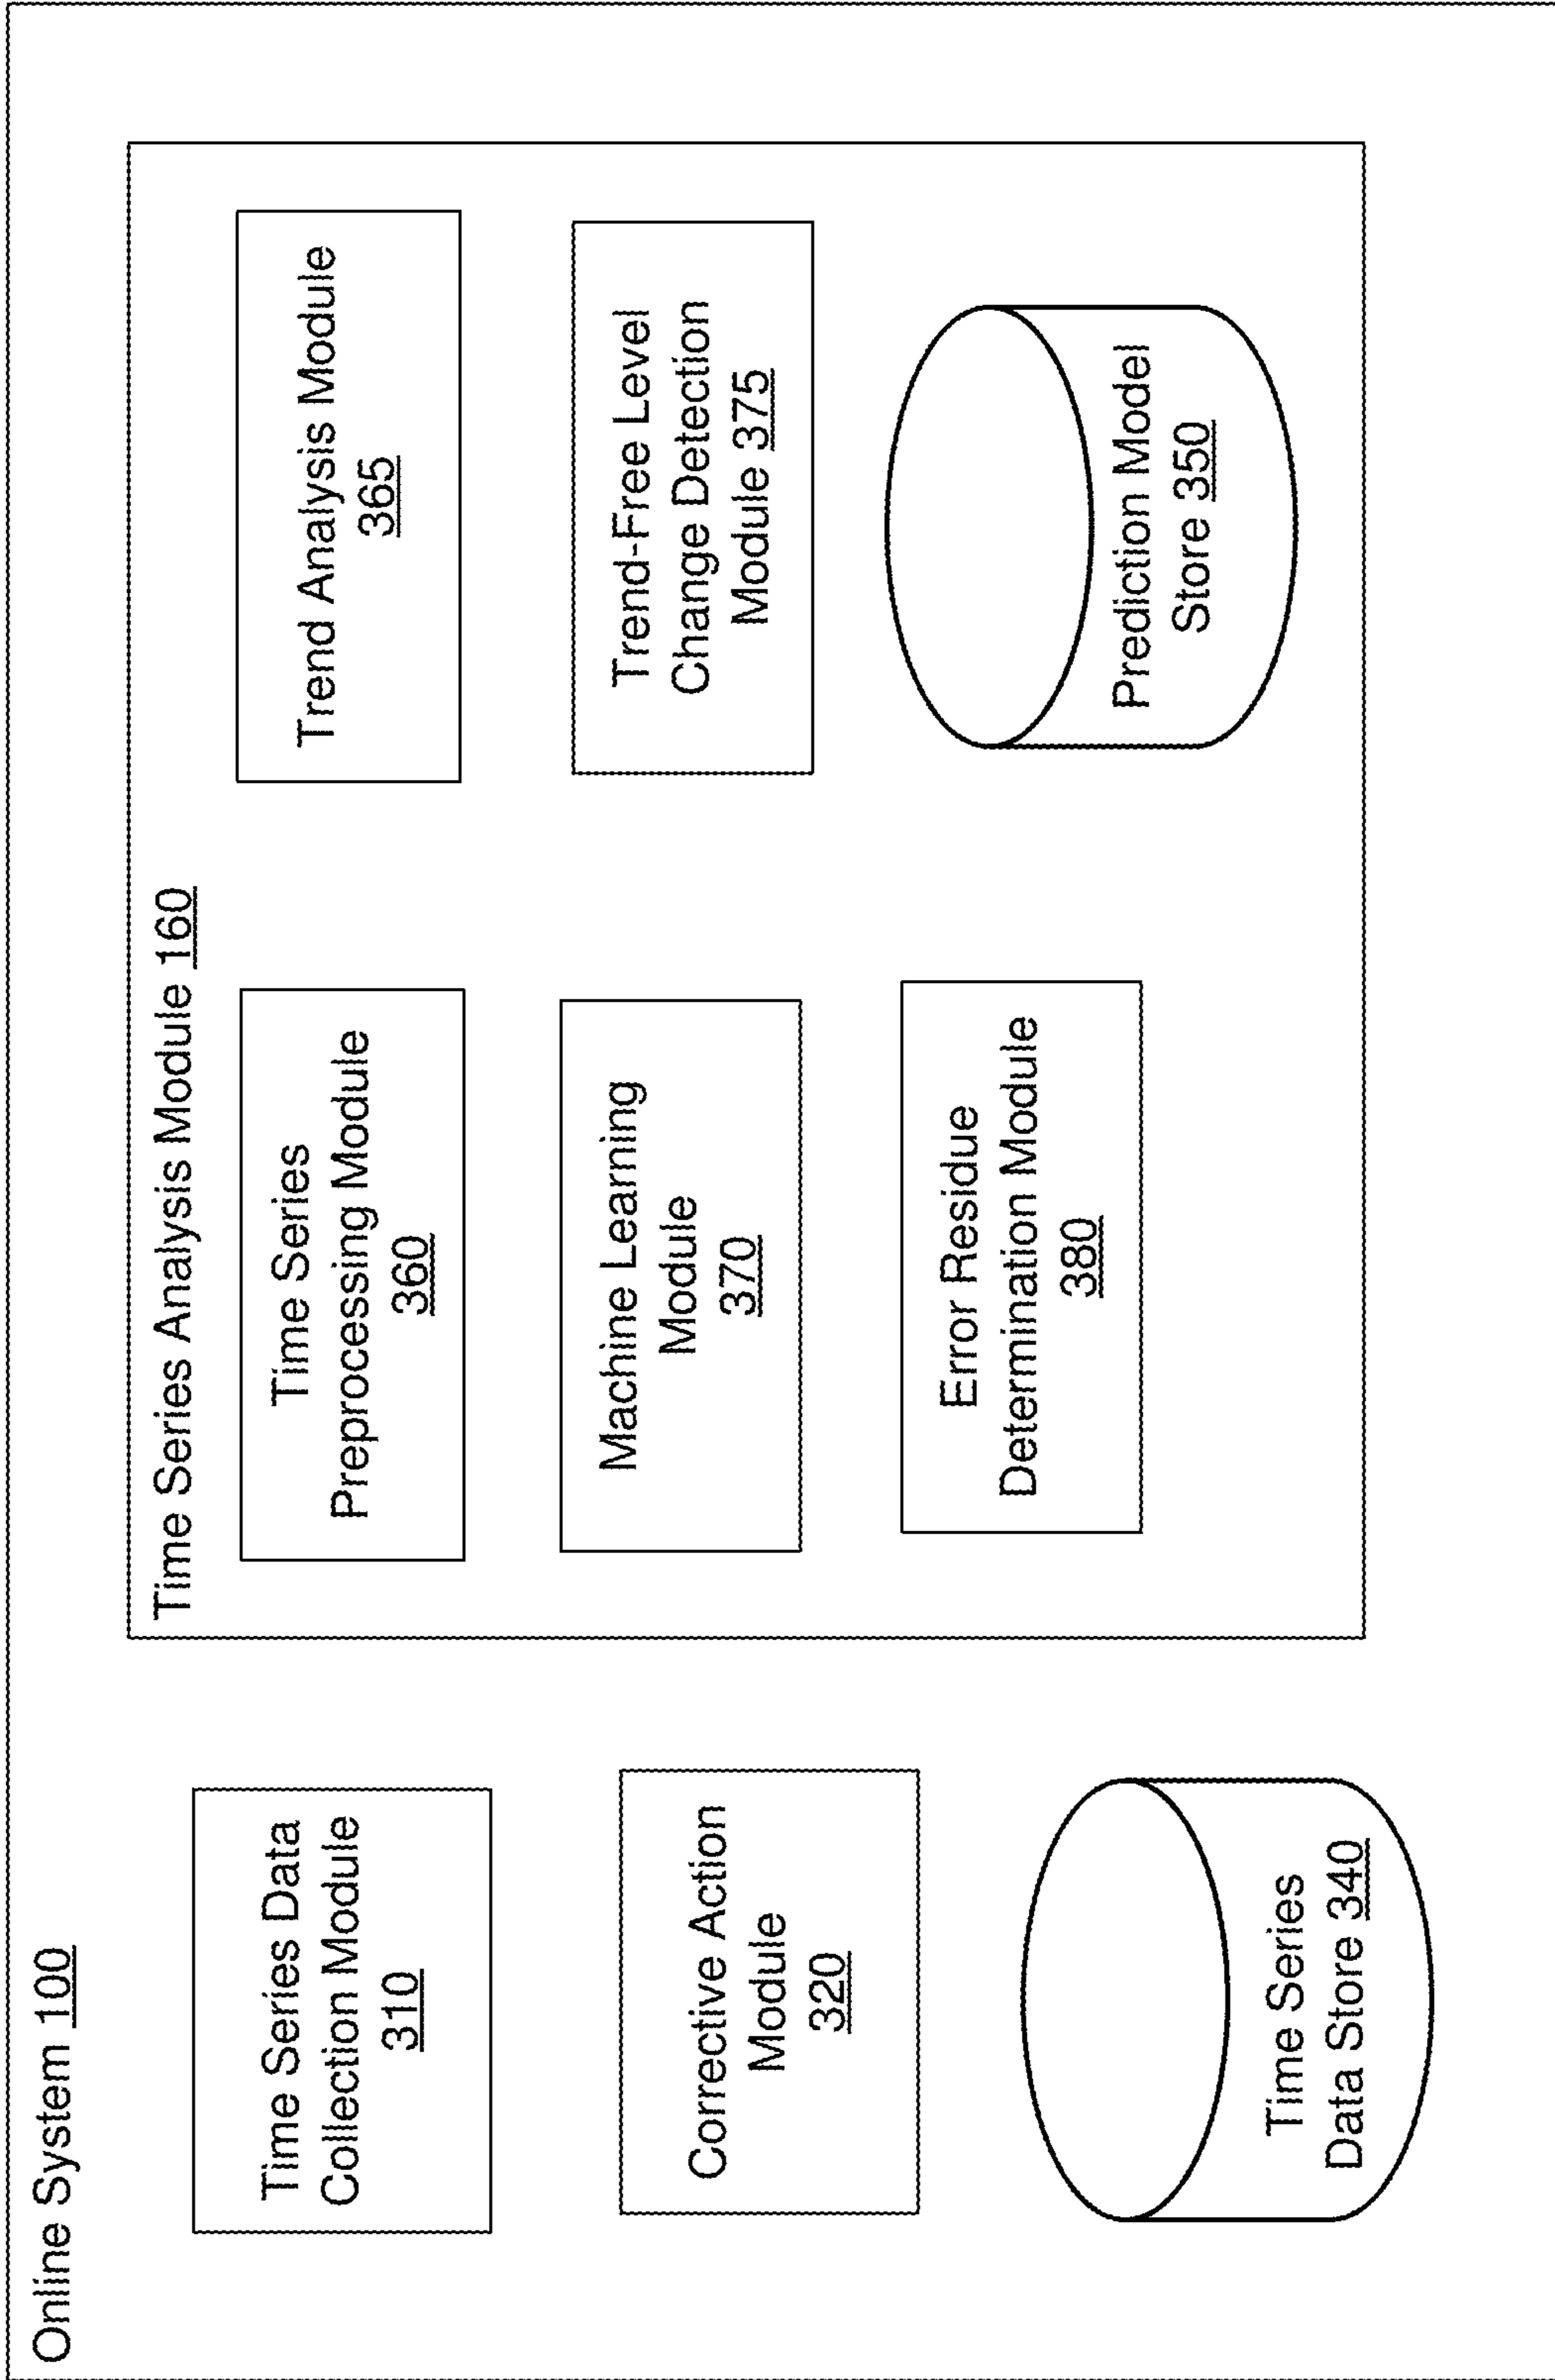 Online System 100
Time Series Data
Collection Module
310
Corrective Action
Module
320
Time Series
Data Store 340
Time Series Analysis Module 160
Time Series
Preprocessing Module
360
Machine Learning
Module
370
Error Residue
Determination Module
380
Trend Analysis Module
365
Trend-Free Level
Change Detection
Module 375
Prediction Model
Store 350